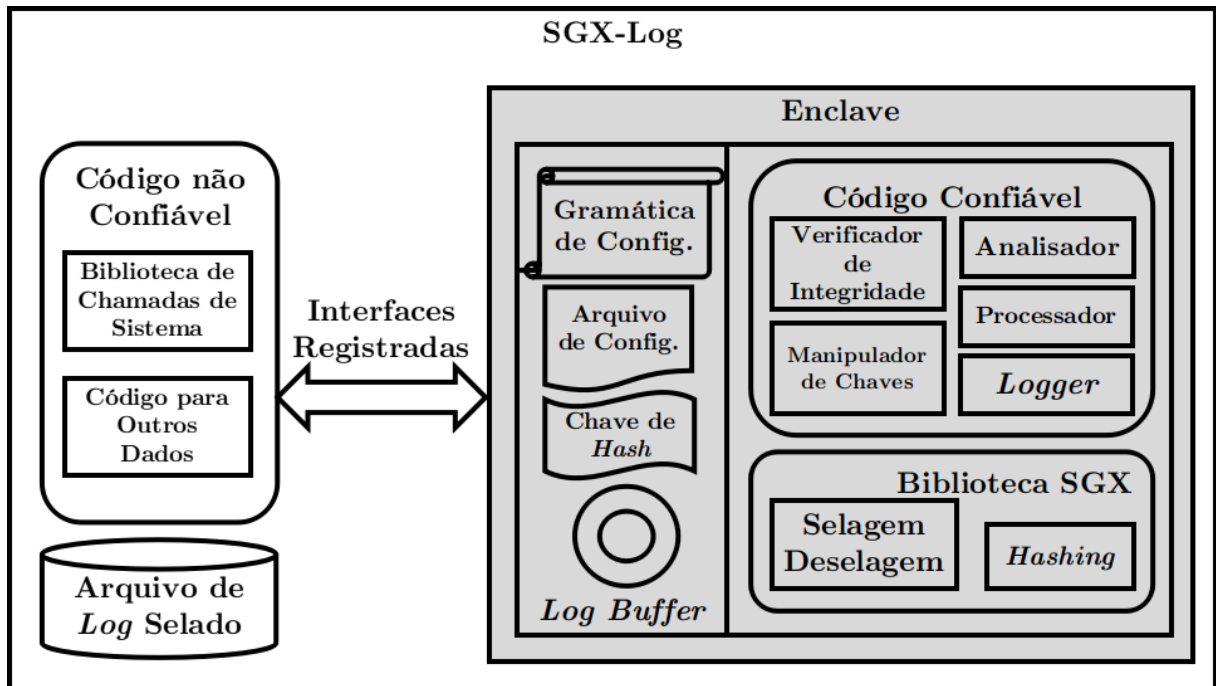 SGX-Log
Código não
Confiável
Biblioteca de
Chamadas de
Sistema
Código para
Outros
Dados
Arquivo de
Log Selado
Interfaces
Registradas
Enclave
Gramática
de Config.
Arquivo
de Config.
Chave de
Hash
Log Buffer
Código Confiável
Verificador
de
Integridade
Manipulador
de Chaves
Analisador
Processador
Logger
Biblioteca SGX
Selagem
Deselagem
Hashing